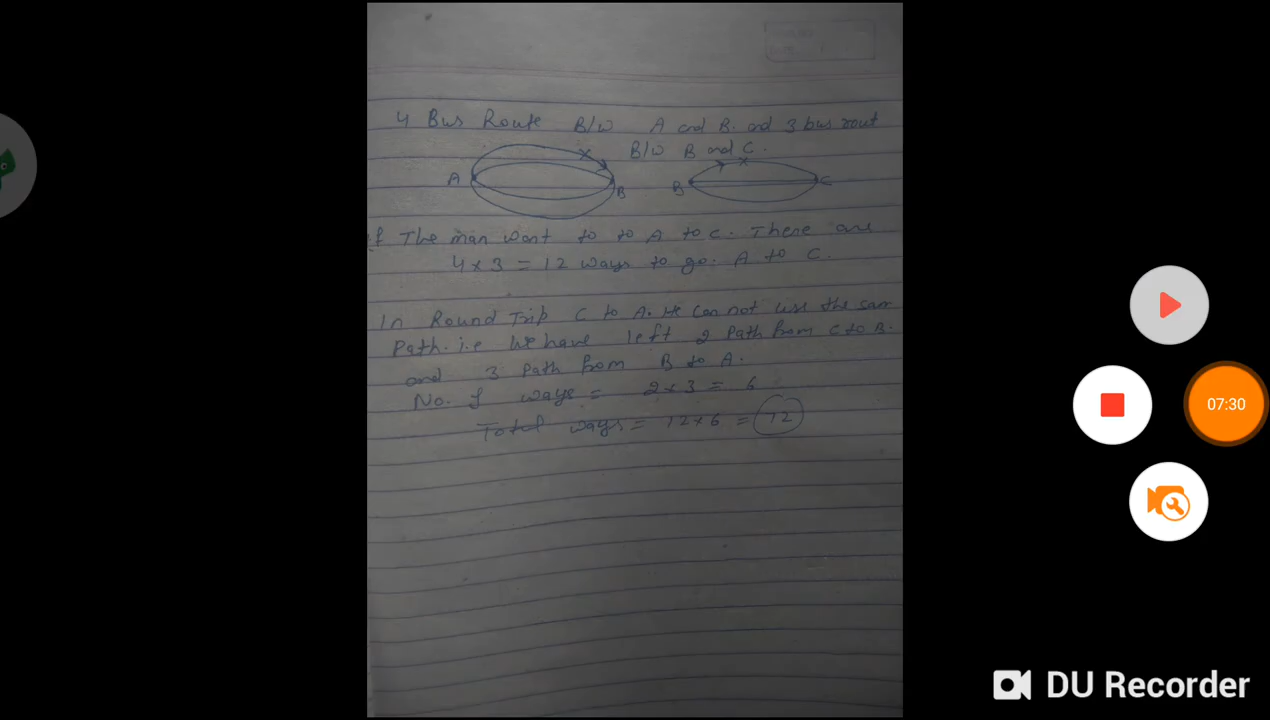 4 Bus Route B/W A and B. and 3 bus rout
B/W B and C.
A B B C
If The man want to to A to C. There are
4 x 3 = 12 ways to go. A to C.
In Round Trip C to A. He can not use the sam
Path. i.e We have left 2 Path from C to B.
and 3 Path from B to A.
No. of ways = 2 x 3 = 6
Total ways = 12 x 6 = 72
07:30
DU Recorder